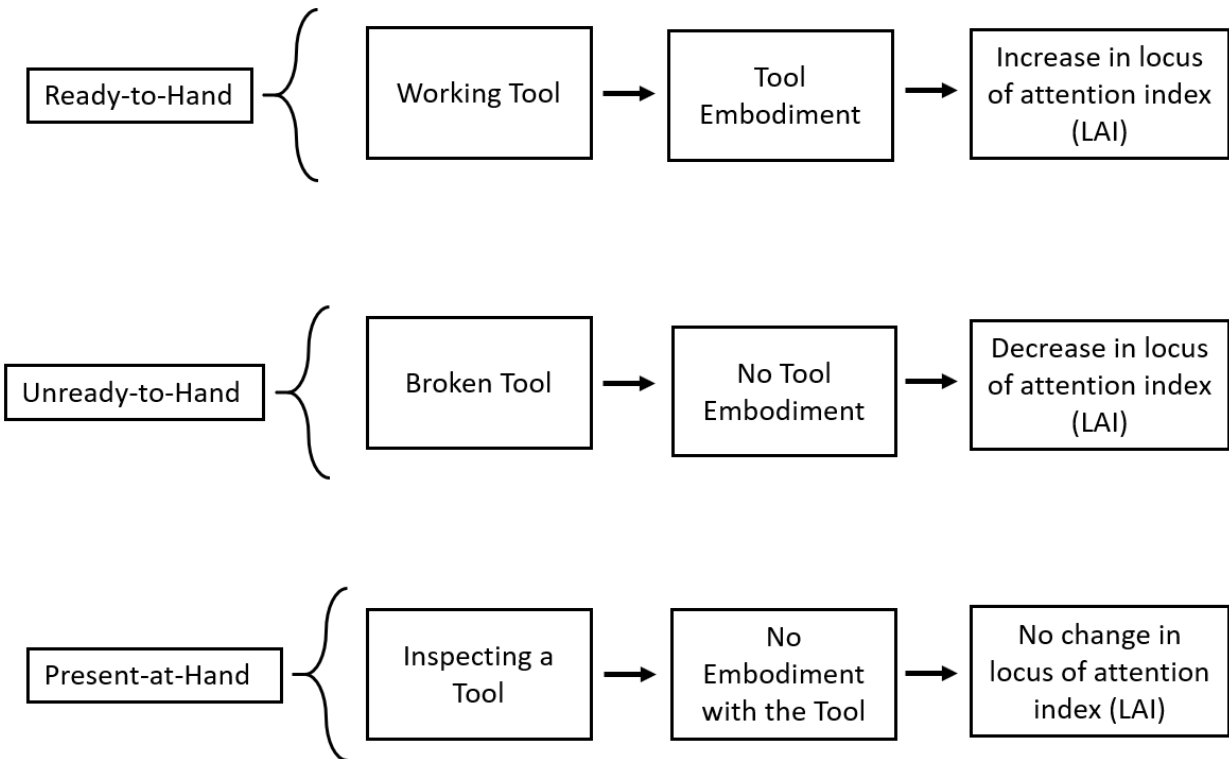 Ready-to-Hand
Working Tool
Tool
Embodiment
Increase in locus
of attention index
(LAI)
Unready-to-Hand
Broken Tool
No Tool
Embodiment
Decrease in locus
of attention index
(LAI)
Present-at-Hand
Inspecting a
Tool
No
Embodiment
with the Tool
No change in
locus of attention
index (LAI)